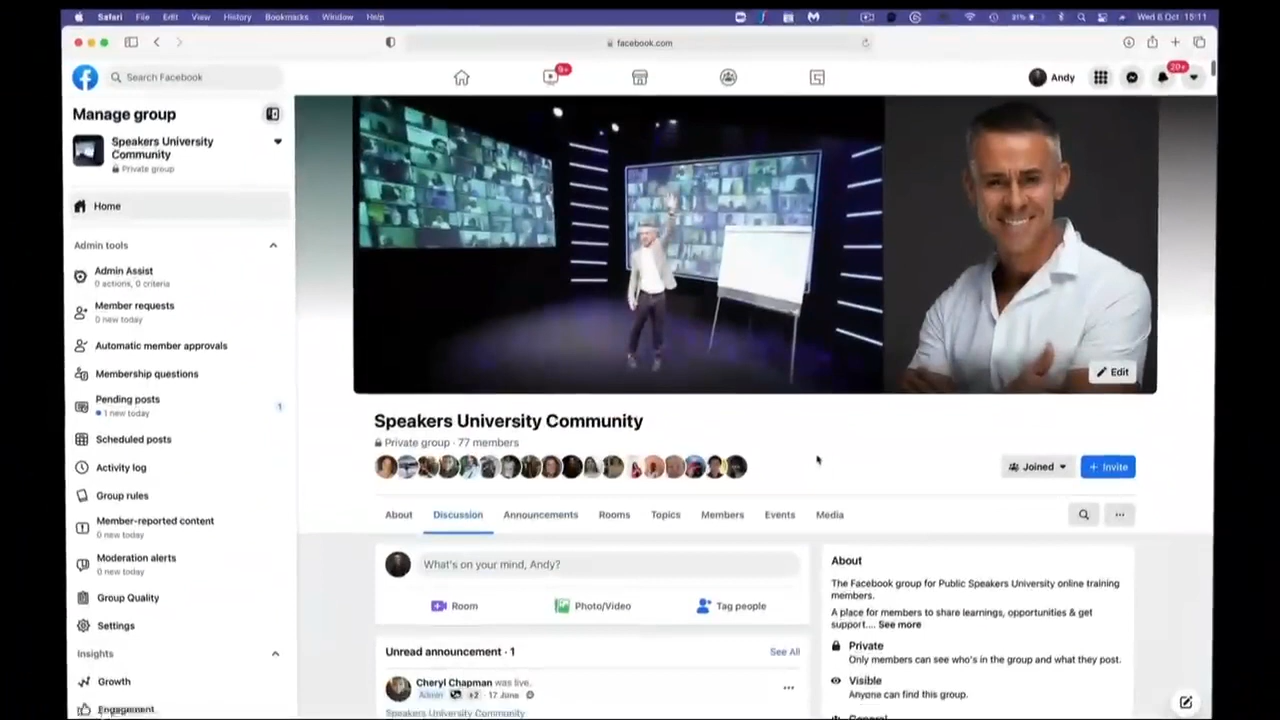 Safari File Edit View History Bookmarks Window Help
31%
Wed 6 Oct 15:11
facebook.com
Search Facebook
9+
Andy
20+
Manage group
Speakers University
Community
Private group
Home
Admin tools
Admin Assist
0 actions, 0 criteria
Member requests
0 new today
Automatic member approvals
Membership questions
Pending posts
1 new today
1
Scheduled posts
Activity log
Group rules
Member-reported content
0 new today
Moderation alerts
0 new today
Group Quality
Settings
Insights
Growth
Engagement
Edit
Speakers University Community
Private group · 77 members
Joined
+ Invite
About Discussion Announcements Rooms Topics Members Events Media
What's on your mind, Andy?
Room Photo/Video Tag people
Unread announcement · 1 See All
Cheryl Chapman was live.
Admin +2 · 17 June
Speakers University Community
About
The Facebook group for Public Speakers University online training
members.
A place for members to share learnings, opportunities & get
support.... See more
Private
Only members can see who's in the group and what they post.
Visible
Anyone can find this group.
General